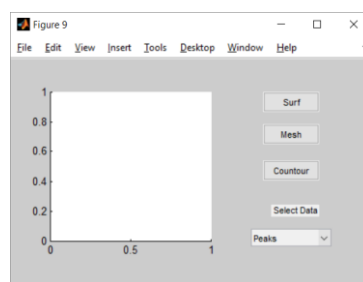 Figure 9
File Edit View Insert Tools Desktop Window Help
1
0.8
0.6
0.4
0.2
0
0 0.5 1
Surf
Mesh
Countour
Select Data
Peaks